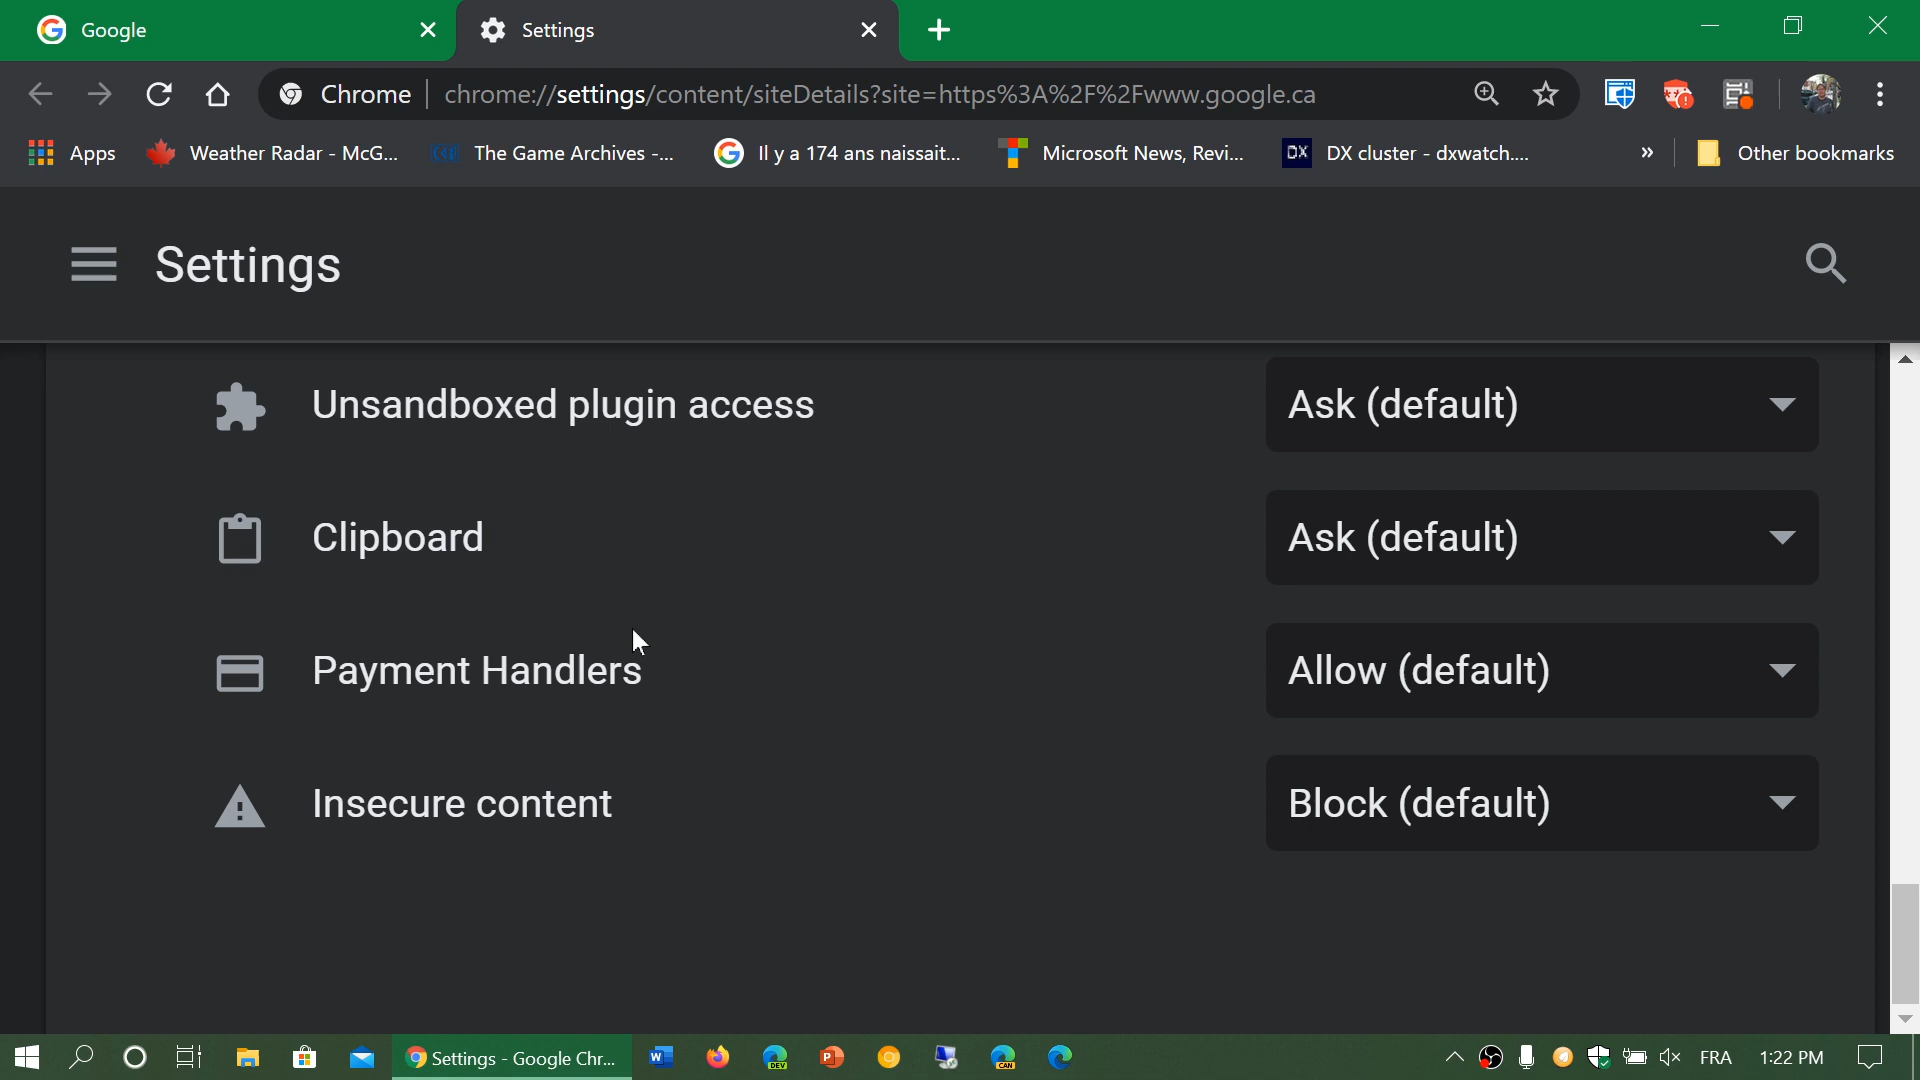 Google
Settings
Chrome
chrome://settings/content/siteDetails?site=https%3A%2F%2Fwww.google.ca
Apps
Weather Radar - McG...
The Game Archives -...
Il y a 174 ans naissait...
Microsoft News, Revi...
DX
DX cluster - dxwatch....
»
Other bookmarks
Settings
Unsandboxed plugin access
Ask (default)
Clipboard
Ask (default)
Payment Handlers
Allow (default)
Insecure content
Block (default)
Settings - Google Chr...
W
DEV
P
CAN
FRA
1:22 PM